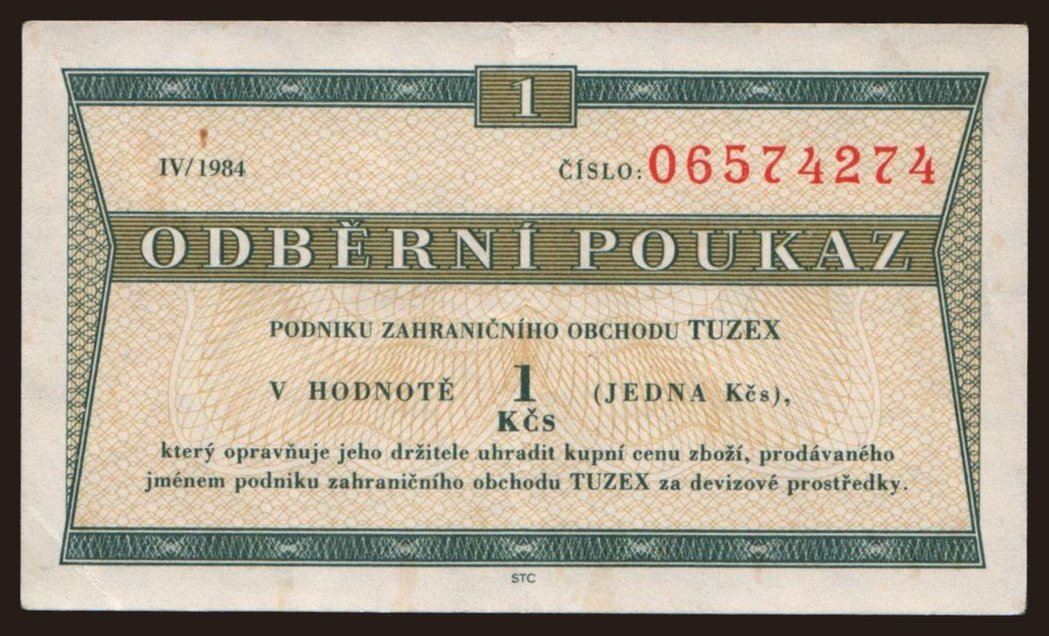 1
IV/1984
ČÍSLO: 06574274
ODBĚRNÍ POUKAZ
PODNIKU ZAHRANIČNÍHO OBCHODU TUZEX
V HODNOTĚ 1 (JEDNA Kčs),
KČS
který opravňuje jeho držitele uhradit kupní cenu zboží, prodávaného
jménem podniku zahraničního obchodu TUZEX za devizové prostředky.
STC